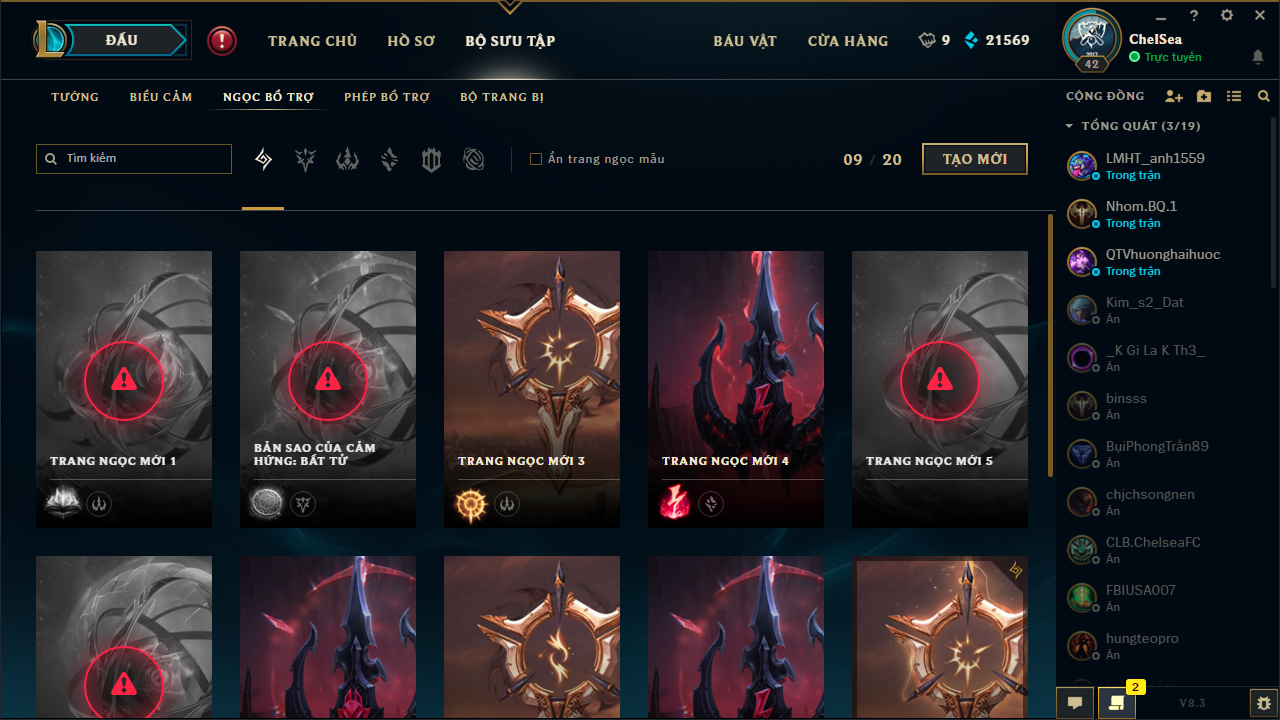 ĐẤU
TRANG CHỦ
HỒ SƠ
BỘ SƯU TẬP
BÁU VẬT
CỬA HÀNG
9
21569
2017
42
ChelSea
Trực tuyến
TƯỚNG
BIỂU CẢM
NGỌC BỔ TRỢ
PHÉP BỔ TRỢ
BỘ TRANG BỊ
CỘNG ĐỒNG
Tìm kiếm
Ẩn trang ngọc mẫu
09 / 20
TẠO MỚI
TRANG NGỌC MỚI 1
BẢN SAO CỦA CẢM
HỨNG: BẤT TỬ
TRANG NGỌC MỚI 3
TRANG NGỌC MỚI 4
TRANG NGỌC MỚI 5
TỔNG QUÁT (3/19)
LMHT_anh1559
Trong trận
Nhom.BQ.1
Trong trận
QTVhuonghaihuoc
Trong trận
Kim_s2_Dat
Ẩn
_K Gi La K Th3_
Ẩn
binsss
Ẩn
BụiPhongTrần89
Ẩn
chjchsongnen
Ẩn
CLB.ChelseaFC
Ẩn
FBIUSA007
Ẩn
hungteopro
Ẩn
2
V8.3